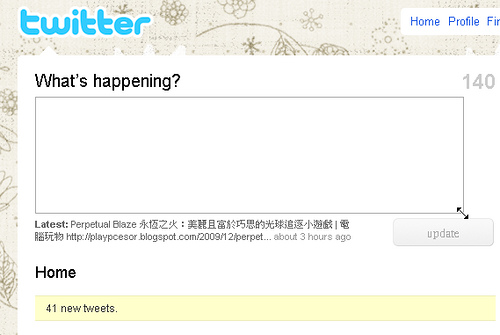 twitter
Home Profile Fi
What's happening?
140
Latest: Perpetual Blaze 永恆之火：美麗且富於巧思的光球追逐小遊戲 | 電
腦玩物 http://playpcesor.blogspot.com/2009/12/perpet... about 3 hours ago
update
Home
41 new tweets.